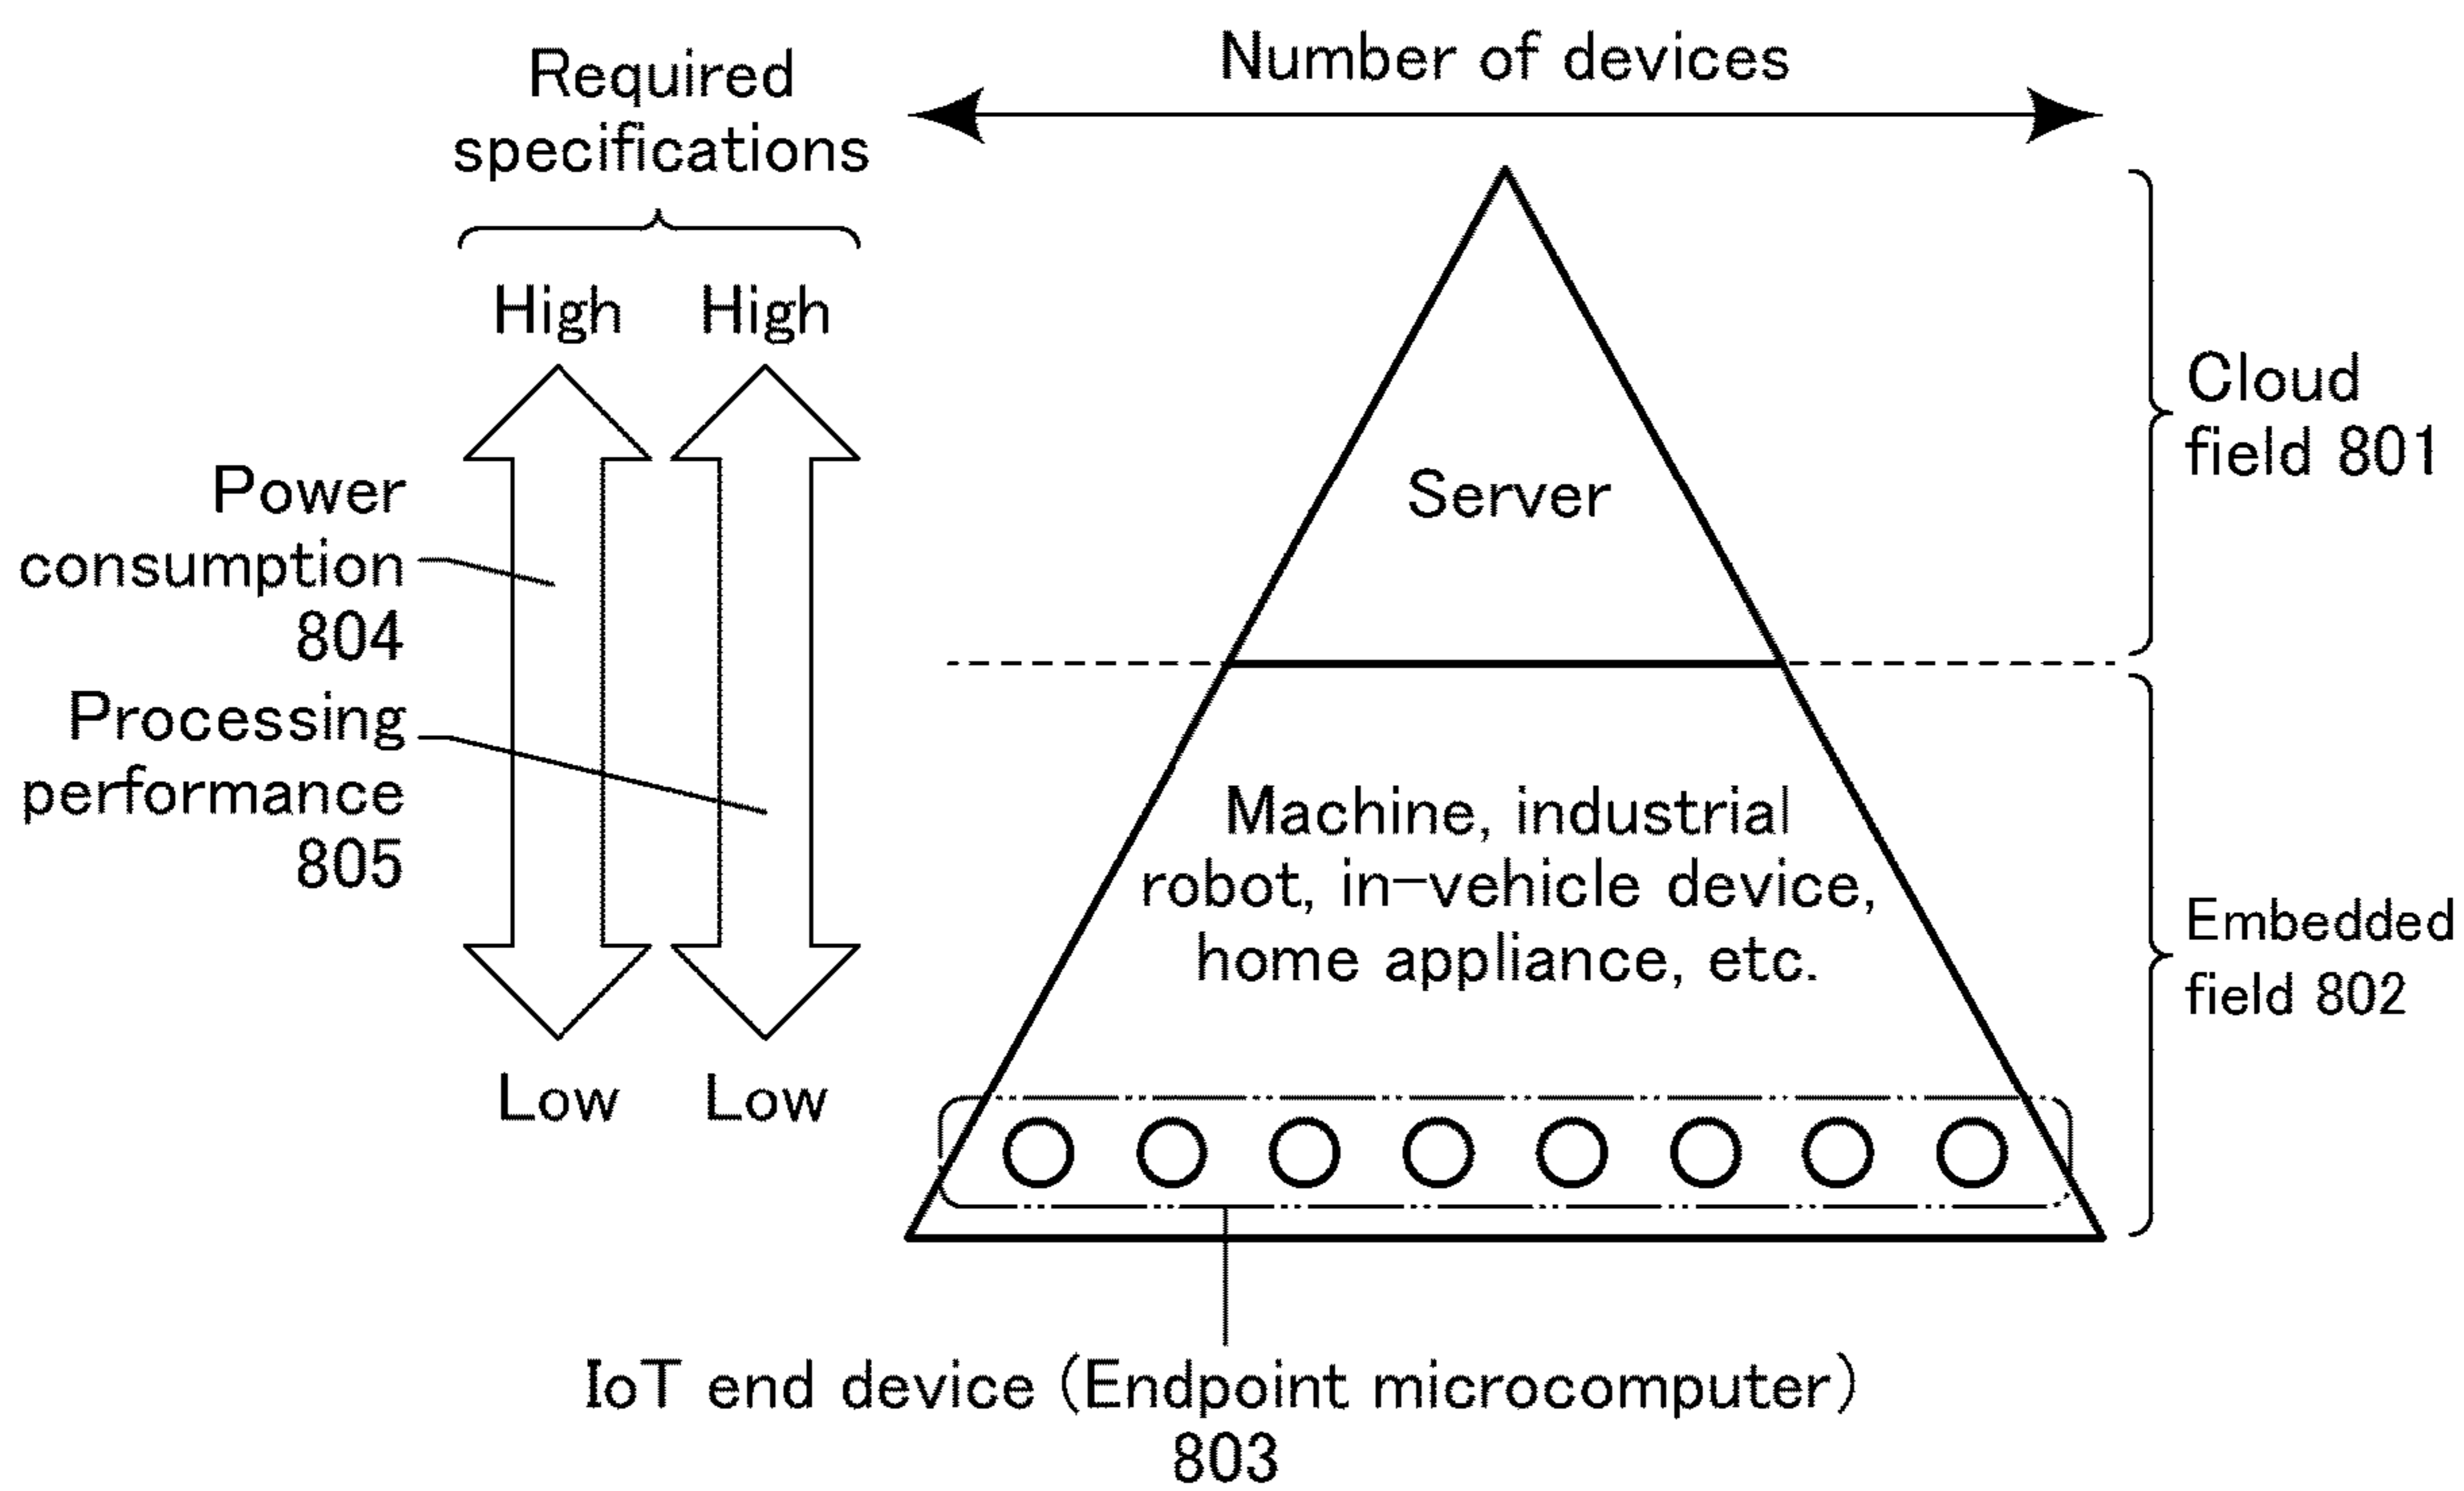 Required
specifications
Number of devices
High High
Power
consumption
804
Processing
performance
805
Low Low
Server
Machine, industrial
robot, in-vehicle device,
home appliance, etc.
Cloud
field 801
Embedded
field 802
IoT end device (Endpoint microcomputer)
803